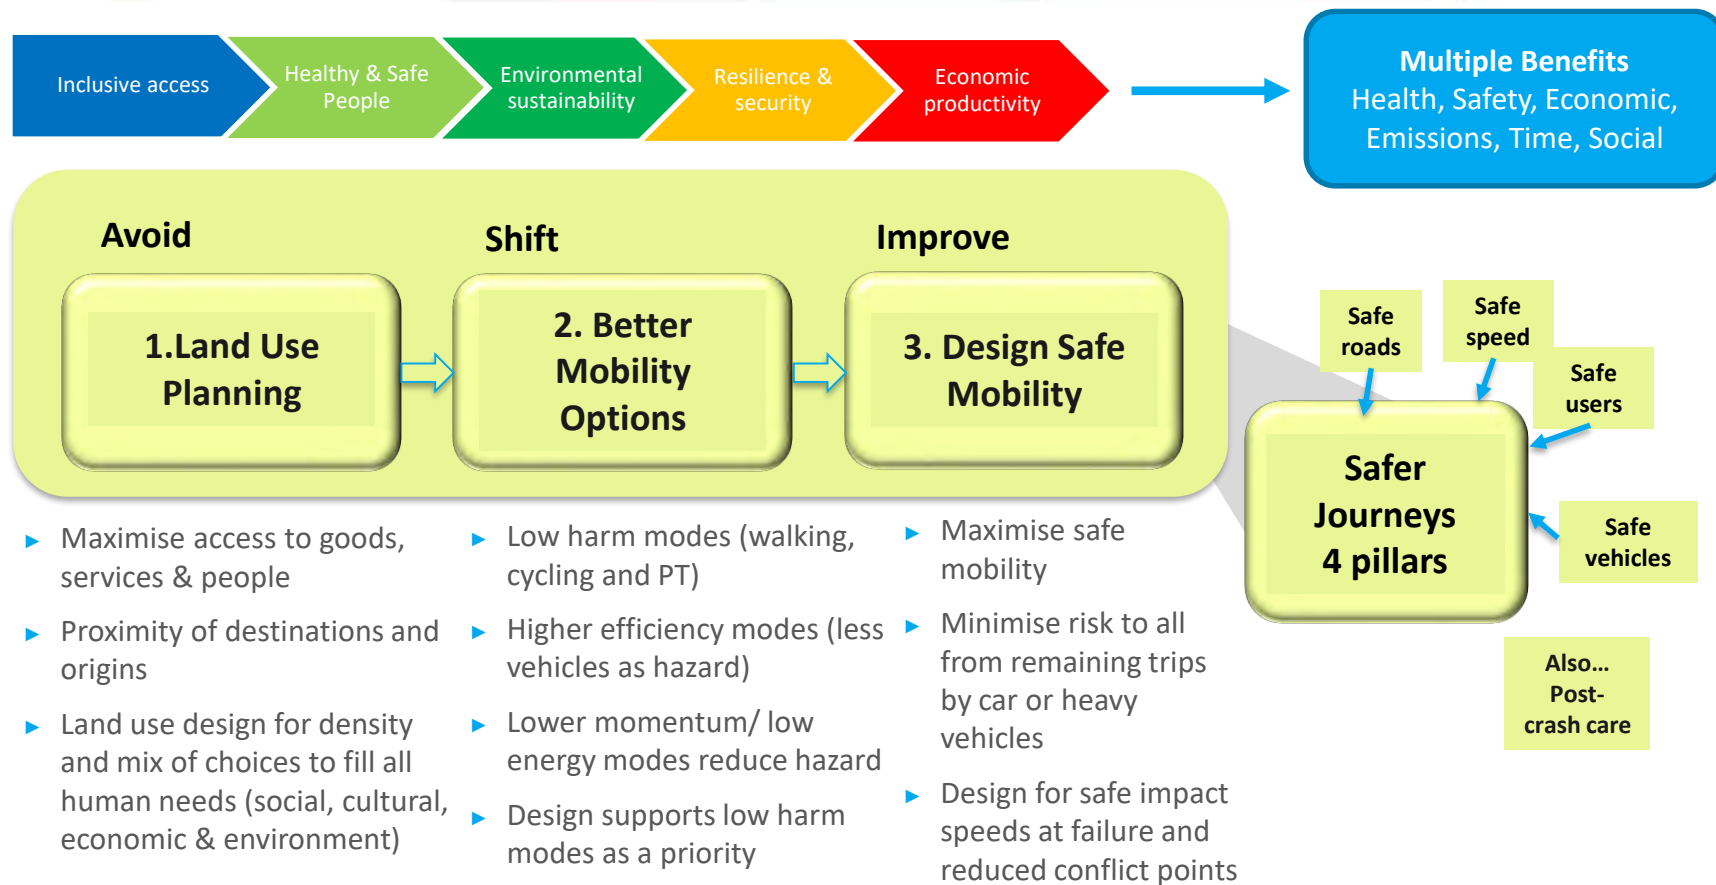 Inclusive access
Healthy & Safe
People
Environmental
sustainability
Resilience &
security
Economic
productivity
Multiple Benefits
Health, Safety, Economic,
Emissions, Time, Social
Avoid
Shift
Improve
1.Land Use
Planning
2. Better
Mobility
Options
3. Design Safe
Mobility
Safe
roads
Safe
speed
Safe
users
Safe
vehicles
Safer
Journeys
4 pillars
Also...
Post-
crash care
► Maximise access to goods,
services & people
► Proximity of destinations and
origins
► Land use design for density
and mix of choices to fill all
human needs (social, cultural,
economic & environment)
► Low harm modes (walking,
cycling and PT)
► Higher efficiency modes (less
vehicles as hazard)
► Lower momentum/ low
energy modes reduce hazard
► Design supports low harm
modes as a priority
► Maximise safe
mobility
► Minimise risk to all
from remaining trips
by car or heavy
vehicles
► Design for safe impact
speeds at failure and
reduced conflict points